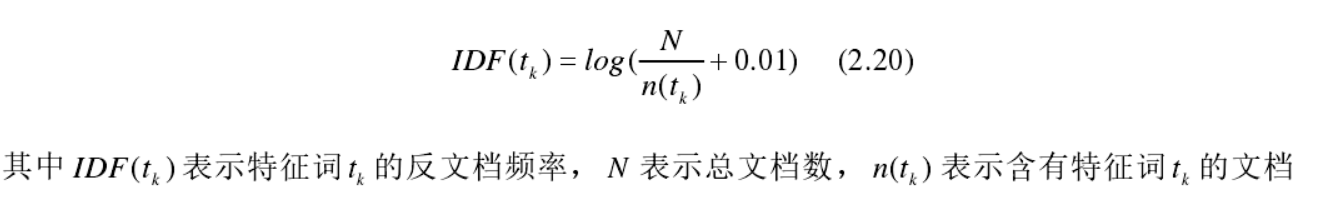 IDF(t_k) = log(N/n(t_k) + 0.01) (2.20)
其中 IDF(t_k) 表示特征词 t_k 的反文档频率， N 表示总文档数， n(t_k) 表示含有特征词 t_k 的文档